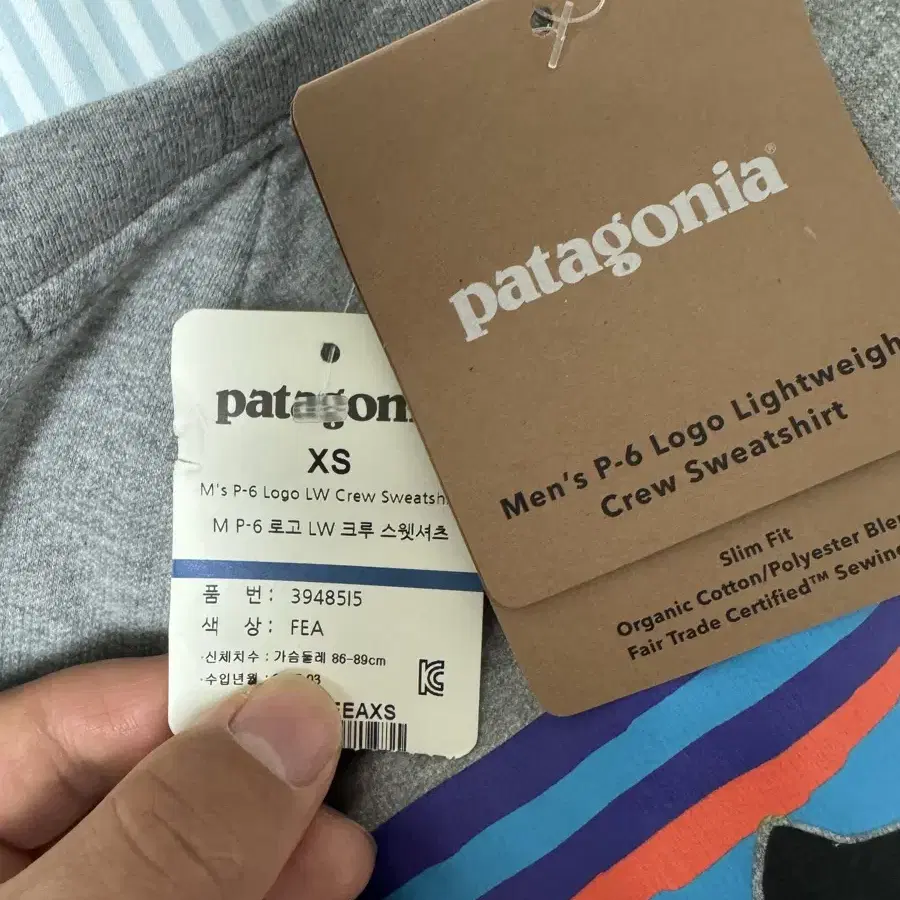 patagonia®
Men's P-6 Logo Lightweigh
Crew Sweatshirt
Slim Fit
Organic Cotton/Polyester Ble
Fair Trade Certified™ Sewin
patagon
XS
M's P-6 Logo LW Crew Sweatsh
M P-6 로고 LW 크루 스웻셔츠
품 번: 3948515
색 상: FEA
·신체치수 : 가슴둘레 86-89cm
·수입년월 : 03
EEAXS